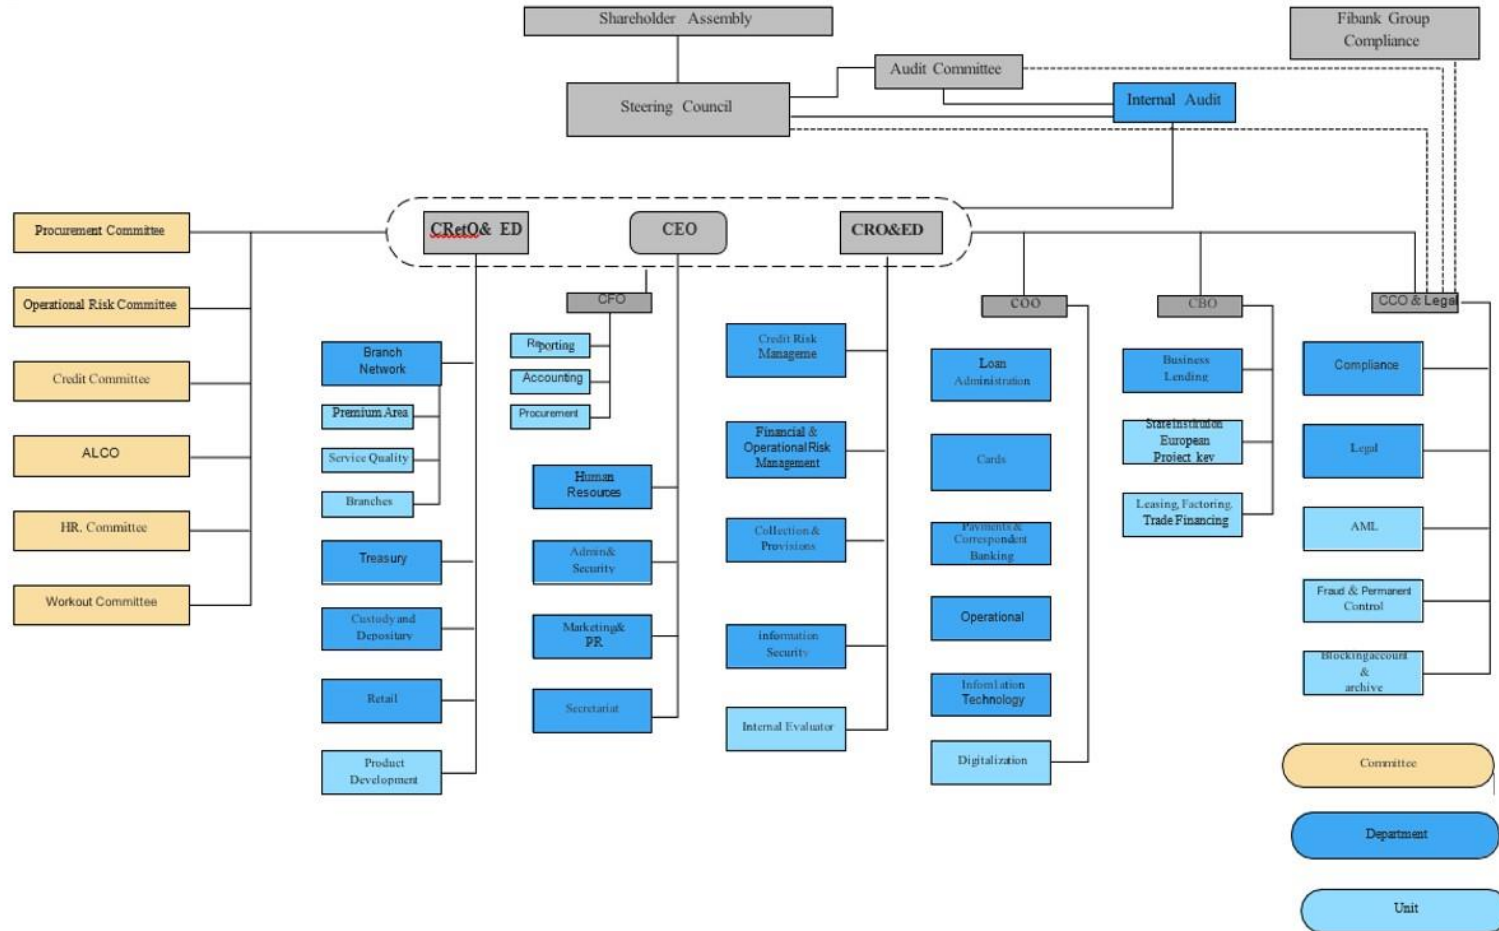 Shareholder Assembly
Fibank Group
Compliance
Audit Committee
Steering Council
Internal Audit
CRetO& ED
CEO
CRO&ED
Procurement Committee
Operational Risk Committee
Credit Committee
ALCO
HR. Committee
Workout Committee
CFO
COO
CBO
CCO & Legal
Branch
Network
Premium Area
Service Quality
Branches
Treasury
Custody and
Depositary
Retail
Product
Development
Reporting
Accounting
Procurement
Human
Resources
Admin&
Security
Marketing&
PR
Secretariat
Credit Risk
Manageme
Financial &
Operational Risk
Management
Collection &
Provisions
information
Security
Internal Evaluator
Loan
Administration
Cards
Payments &
Correspondent
Banking
Operational
Infomlation
Technology
Digitalization
Business
Lending
State institution
European
Project kev
Leasing, Factoring.
Trade Financing
Compliance
Legal
AML
Fraud & Permanent
Control
Blocking account
&
archive
Committee
Department
Unit